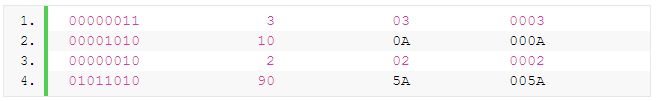 1. 00000011 3 03 0003
2. 00001010 10 0A 000A
3. 00000010 2 02 0002
4. 01011010 90 5A 005A